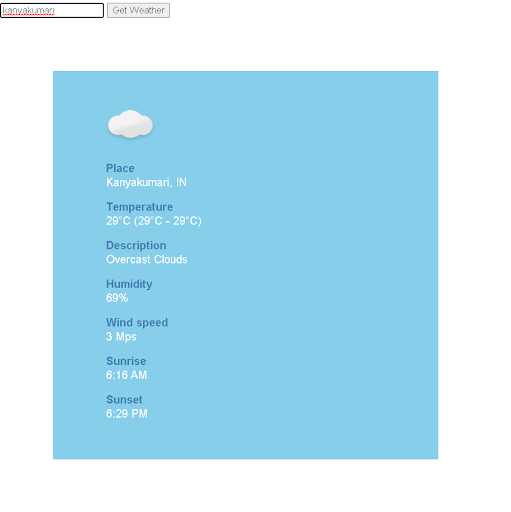 kanyakumari Get Weather
Place
Kanyakumari, IN
Temperature
29°C (29°C - 29°C)
Description
Overcast Clouds
Humidity
69%
Wind speed
3 Mps
Sunrise
6:16 AM
Sunset
6:29 PM